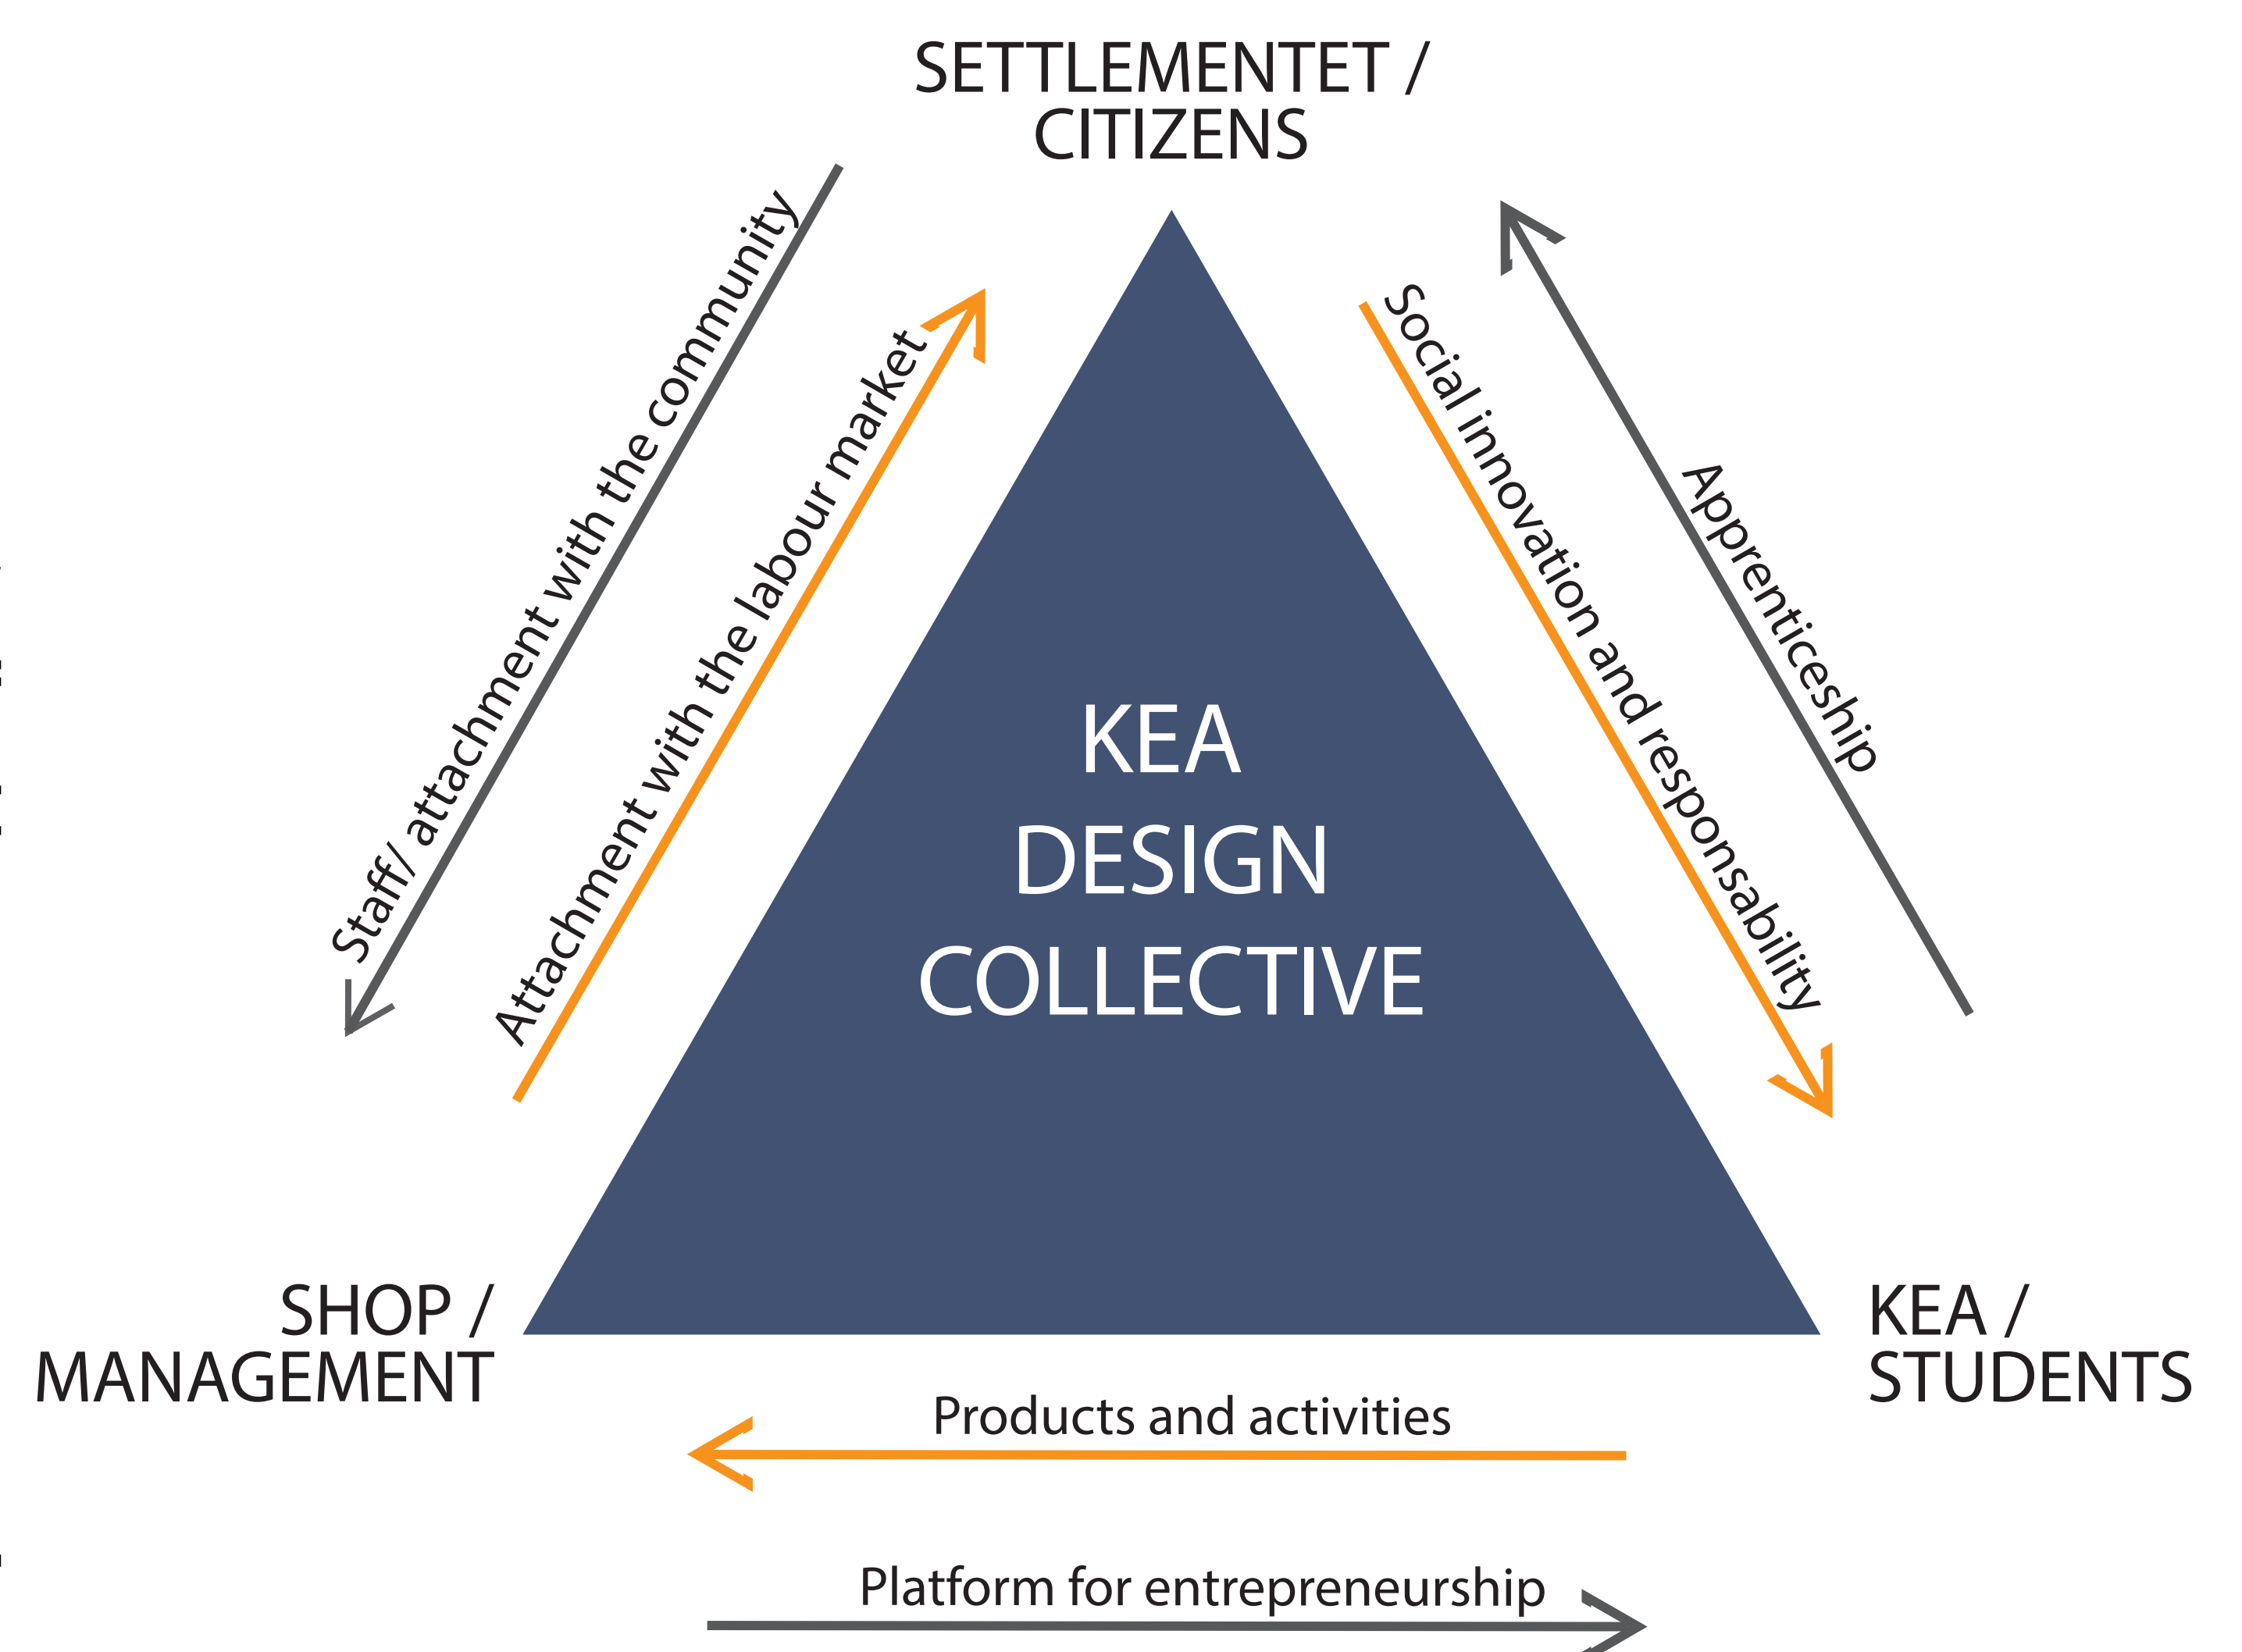 SETTLEMENTET /
CITIZENS
Staff/ attachment with the community
Attachment with the labour market
Social innovation and responsability
Apprenticeship
KEA
DESIGN
COLLECTIVE
SHOP /
MANAGEMENT
KEA /
STUDENTS
Products and activities
Platform for entrepreneurship